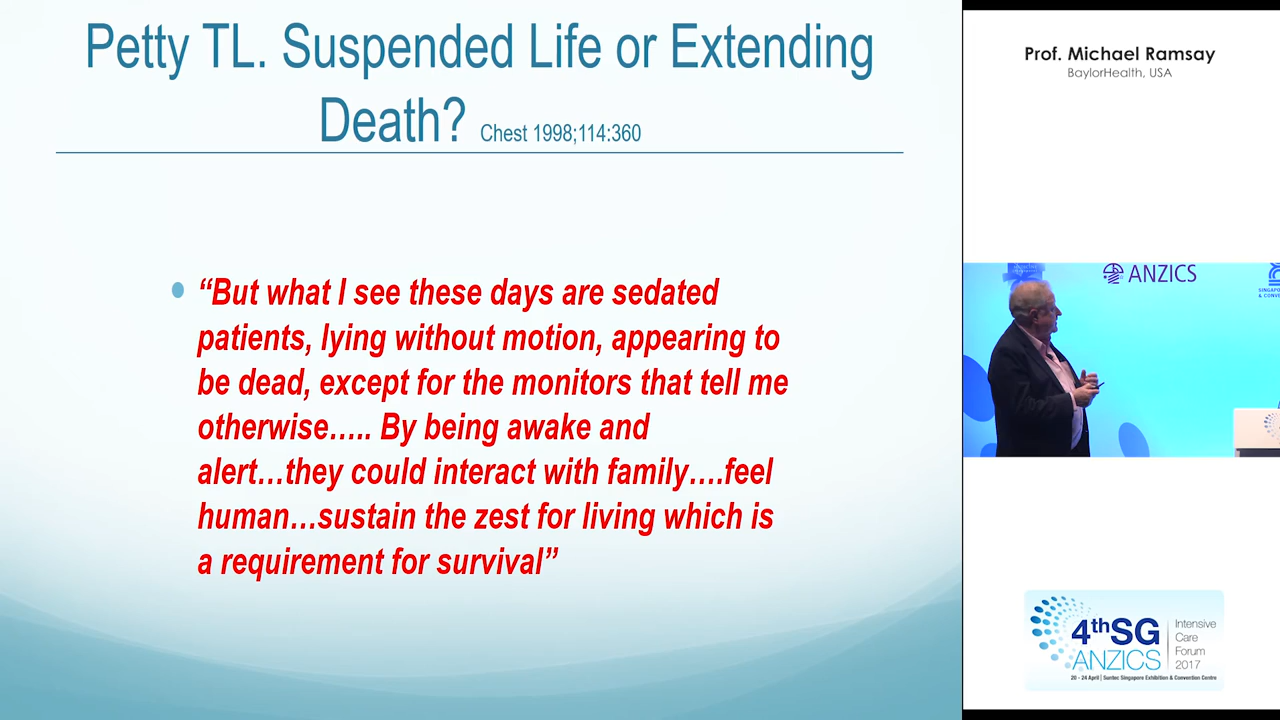 Petty TL. Suspended Life or Extending
Death? Chest 1998;114:360
“But what I see these days are sedated
patients, lying without motion, appearing to
be dead, except for the monitors that tell me
otherwise….. By being awake and
alert…they could interact with family….feel
human…sustain the zest for living which is
a requirement for survival”
Prof. Michael Ramsay
BaylorHealth, USA
ANZICS
4thSG
ANZICS
Intensive
Care
Forum
2017
20 - 24 April | Suntec Singapore Exhibition & Convention Centre